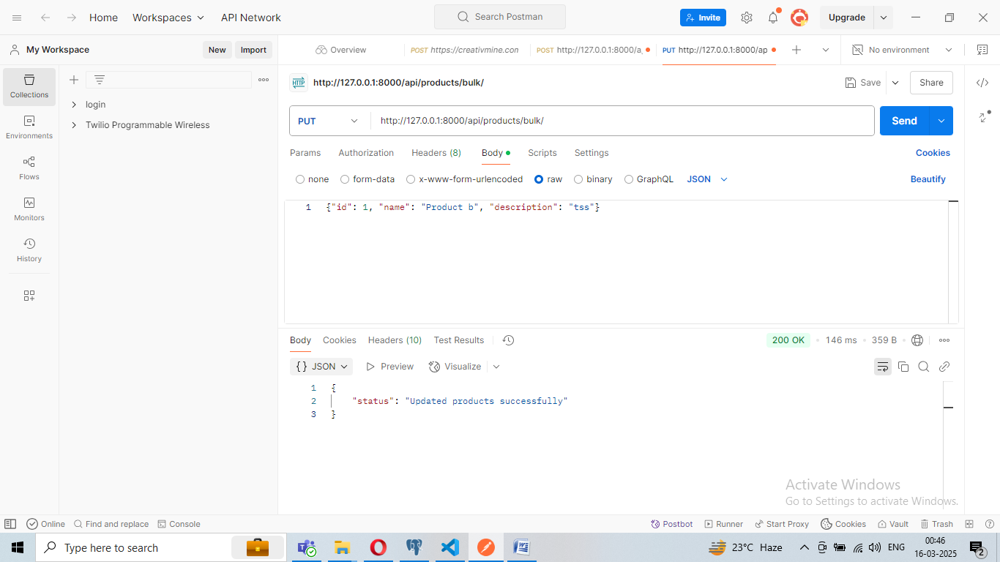 Home Workspaces API Network Search Postman Invite Upgrade
My Workspace New Import Overview POST https://creativmine.con POST http://127.0.0.1:8000/a PUT http://127.0.0.1:8000/ap No environment
Collections
Environments
Flows
Monitors
History
login
Twilio Programmable Wireless
HTTP http://127.0.0.1:8000/api/products/bulk/ Save Share
PUT http://127.0.0.1:8000/api/products/bulk/ Send
Params Authorization Headers (8) Body Scripts Settings Cookies
none form-data x-www-form-urlencoded raw binary GraphQL JSON Beautify
1 {"id": 1, "name": "Product b", "description": "tss"}
Body Cookies Headers (10) Test Results 200 OK 146 ms 359 B
{} JSON Preview Visualize
1 {
2 "status": "Updated products successfully"
3 }
Activate Windows
Go to Settings to activate Windows.
Online Find and replace Console Postbot Runner Start Proxy Cookies Vault Trash
Type here to search 23°C Haze ENG 00:46
16-03-2025 2